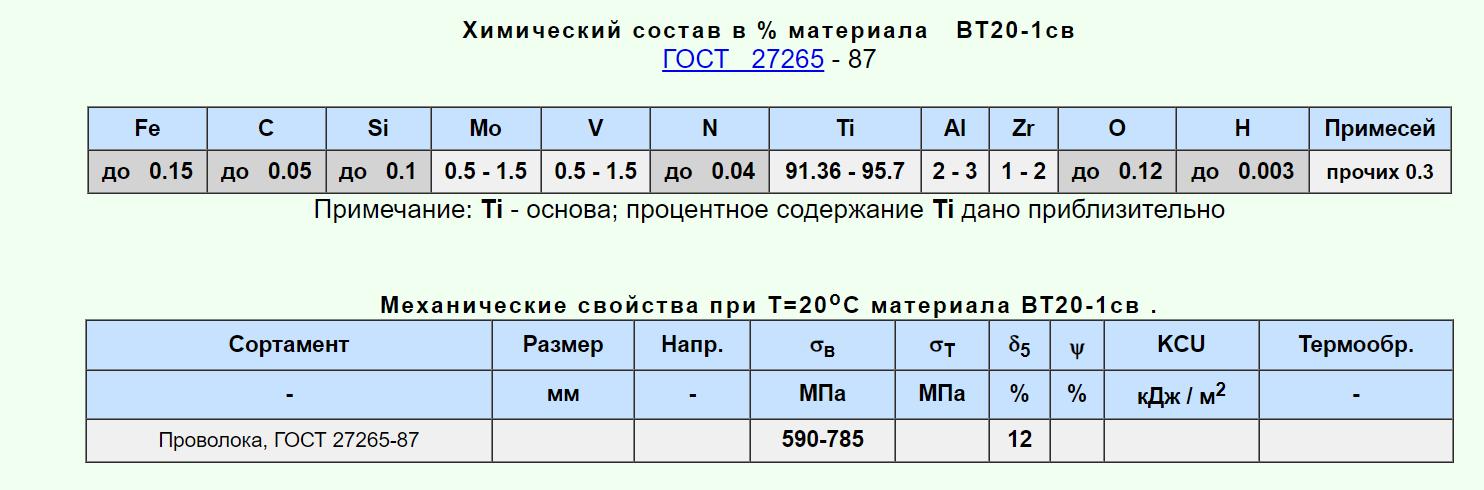 Химический состав в % материала ВТ20-1св
ГОСТ 27265 - 87
Fe C Si Mo V N Ti Al Zr O H Примесей
до 0.15 до 0.05 до 0.1 0.5 - 1.5 0.5 - 1.5 до 0.04 91.36 - 95.7 2 - 3 1 - 2 до 0.12 до 0.003 прочих 0.3
Примечание: Ti - основа; процентное содержание Ti дано приблизительно
Механические свойства при Т=20°С материала ВТ20-1св .
Сортамент Размер Напр. σв σT δ5 ψ KCU Термообр.
- мм - МПа МПа % % кДж / м2 -
Проволока, ГОСТ 27265-87 590-785 12